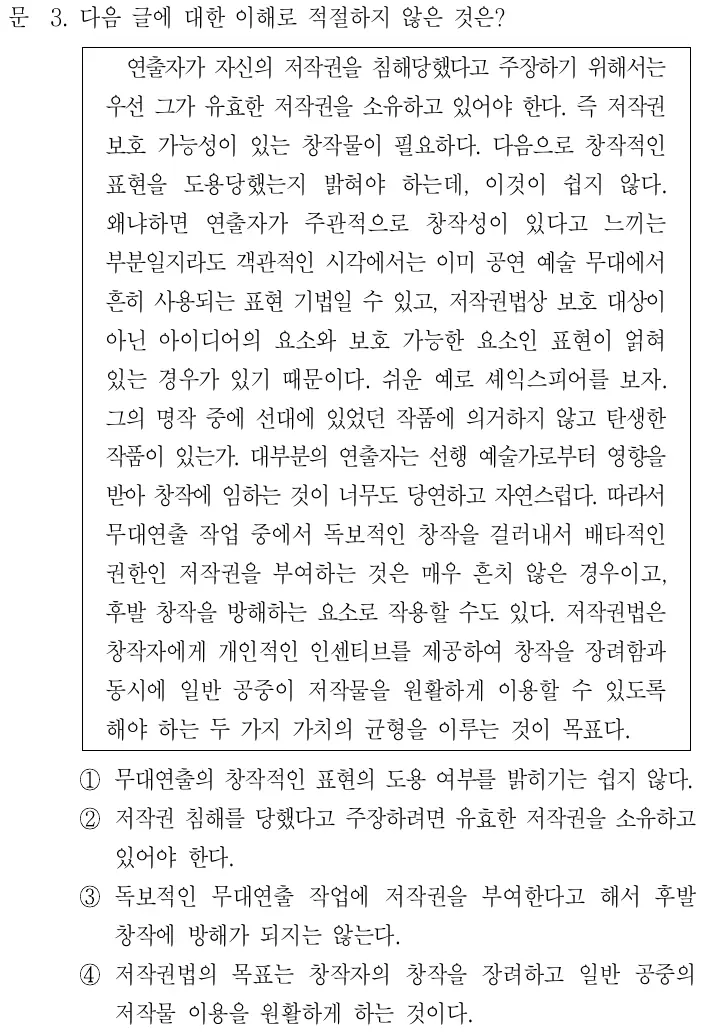 문 3. 다음 글에 대한 이해로 적절하지 않은 것은?
연출자가 자신의 저작권을 침해당했다고 주장하기 위해서는
우선 그가 유효한 저작권을 소유하고 있어야 한다. 즉 저작권
보호 가능성이 있는 창작물이 필요하다. 다음으로 창작적인
표현을 도용당했는지 밝혀야 하는데, 이것이 쉽지 않다.
왜냐하면 연출자가 주관적으로 창작성이 있다고 느끼는
부분일지라도 객관적인 시각에서는 이미 공연 예술 무대에서
흔히 사용되는 표현 기법일 수 있고, 저작권법상 보호 대상이
아닌 아이디어의 요소와 보호 가능한 요소인 표현이 얽혀
있는 경우가 있기 때문이다. 쉬운 예로 셰익스피어를 보자.
그의 명작 중에 선대에 있었던 작품에 의거하지 않고 탄생한
작품이 있는가. 대부분의 연출자는 선행 예술가로부터 영향을
받아 창작에 임하는 것이 너무도 당연하고 자연스럽다. 따라서
무대연출 작업 중에서 독보적인 창작을 걸러내서 배타적인
권한인 저작권을 부여하는 것은 매우 흔치 않은 경우이고,
후발 창작을 방해하는 요소로 작용할 수도 있다. 저작권법은
창작자에게 개인적인 인센티브를 제공하여 창작을 장려함과
동시에 일반 공중이 저작물을 원활하게 이용할 수 있도록
해야 하는 두 가지 가치의 균형을 이루는 것이 목표다.
① 무대연출의 창작적인 표현의 도용 여부를 밝히기는 쉽지 않다.
② 저작권 침해를 당했다고 주장하려면 유효한 저작권을 소유하고
있어야 한다.
③ 독보적인 무대연출 작업에 저작권을 부여한다고 해서 후발
창작에 방해가 되지는 않는다.
④ 저작권법의 목표는 창작자의 창작을 장려하고 일반 공중의
저작물 이용을 원활하게 하는 것이다.